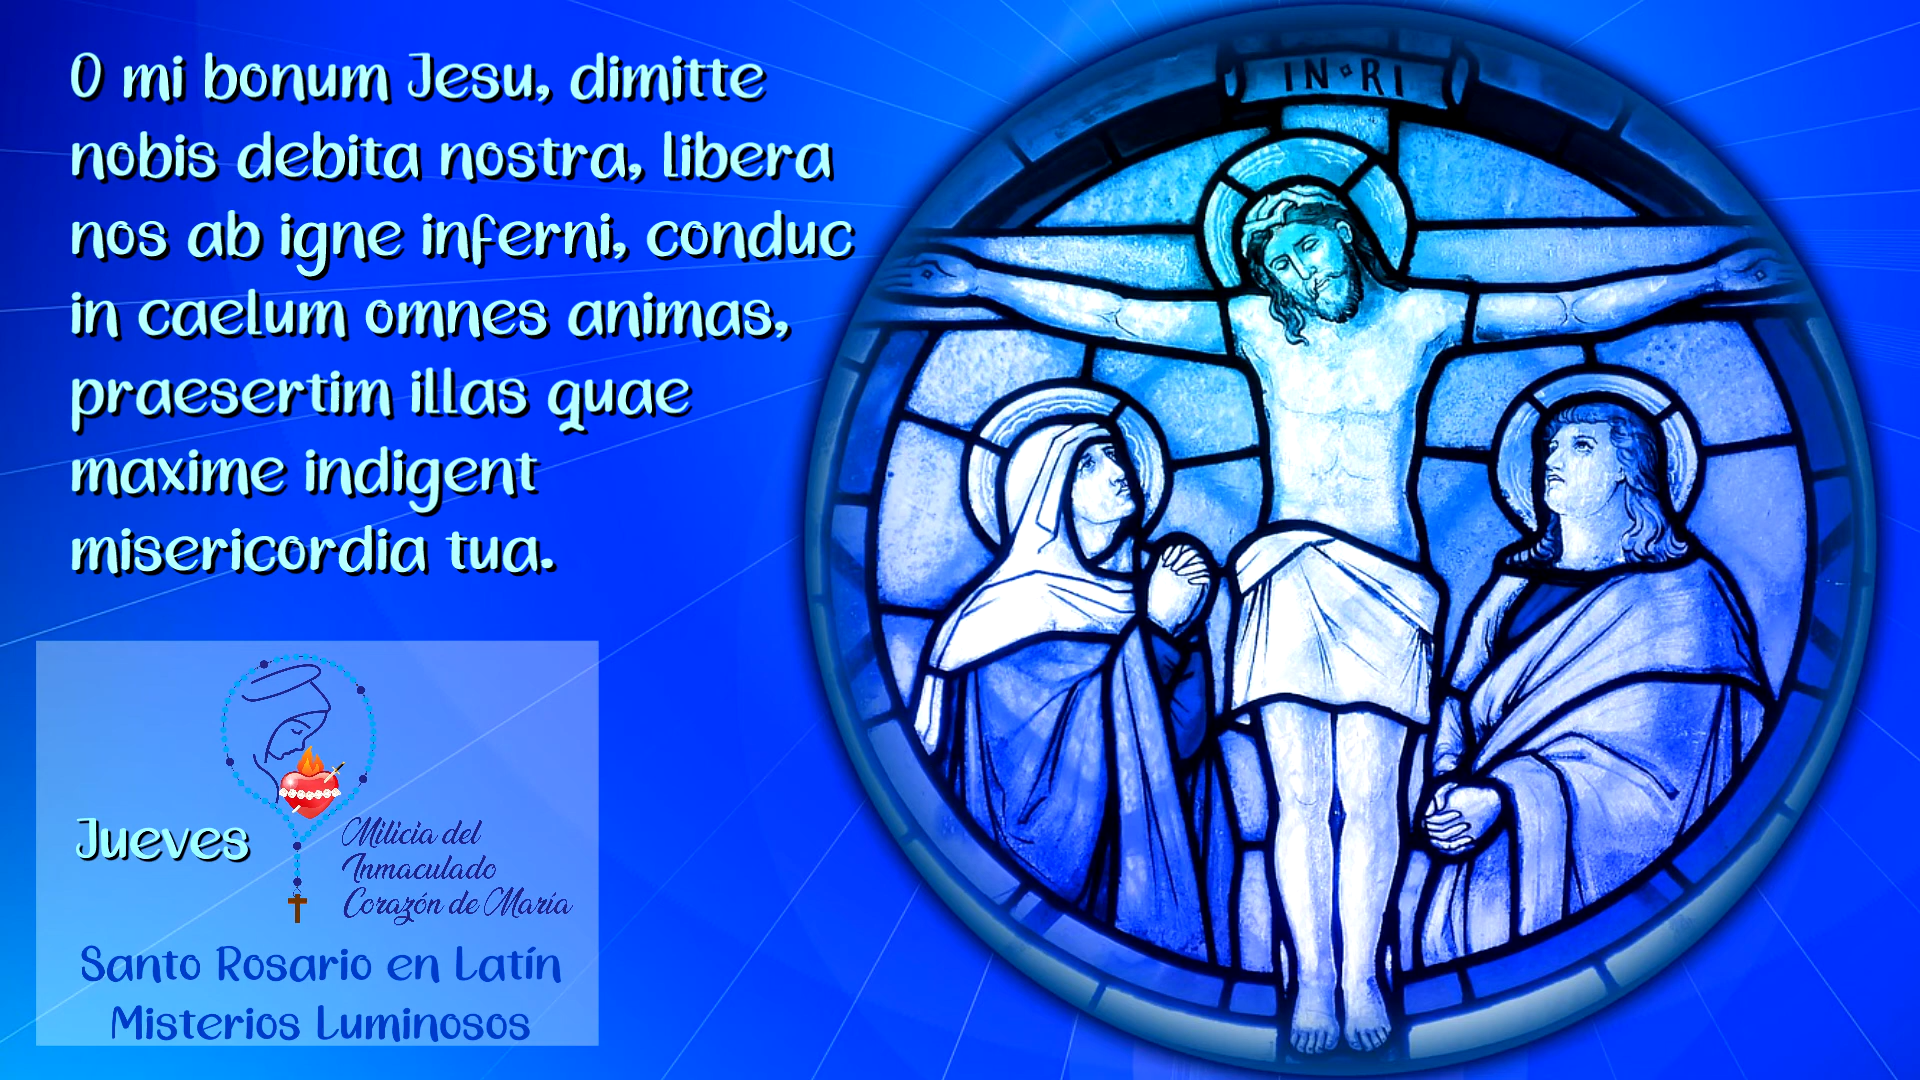 O mi bonum Jesu, dimitte
nobis debita nostra, libera
nos ab igne inferni, conduc
in caelum omnes animas,
praesertim illas quae
maxime indigent
misericordia tua.
IN·RI
Jueves
Milicia del
Inmaculado
Corazón de María
Santo Rosario en Latín
Misterios Luminosos